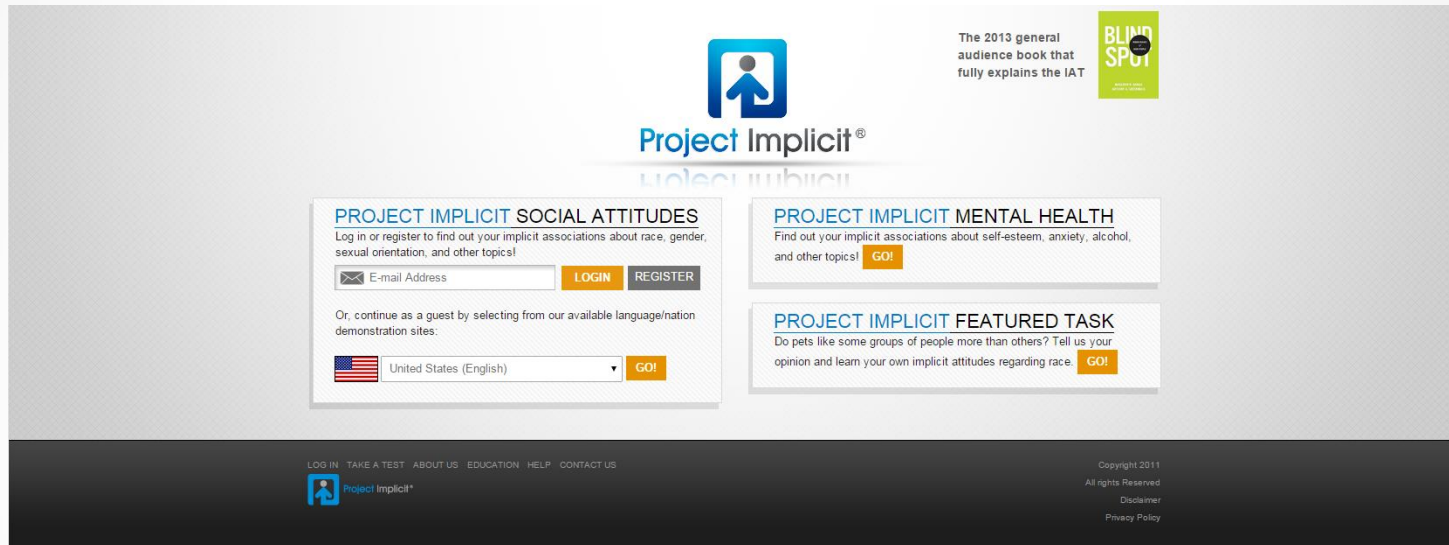 The 2013 general
audience book that
fully explains the IAT
BLIND
SPOT
Project Implicit®
PROJECT IMPLICIT SOCIAL ATTITUDES
Log in or register to find out your implicit associations about race, gender,
sexual orientation, and other topics!
E-mail Address
LOGIN
REGISTER
Or, continue as a guest by selecting from our available language/nation
demonstration sites:
United States (English)
GO!
PROJECT IMPLICIT MENTAL HEALTH
Find out your implicit associations about self-esteem, anxiety, alcohol,
and other topics! GO!
PROJECT IMPLICIT FEATURED TASK
Do pets like some groups of people more than others? Tell us your
opinion and learn your own implicit attitudes regarding race. GO!
LOG IN TAKE A TEST ABOUT US EDUCATION HELP CONTACT US
Project Implicit®
Copyright 2011
All rights Reserved
Disclaimer
Privacy Policy